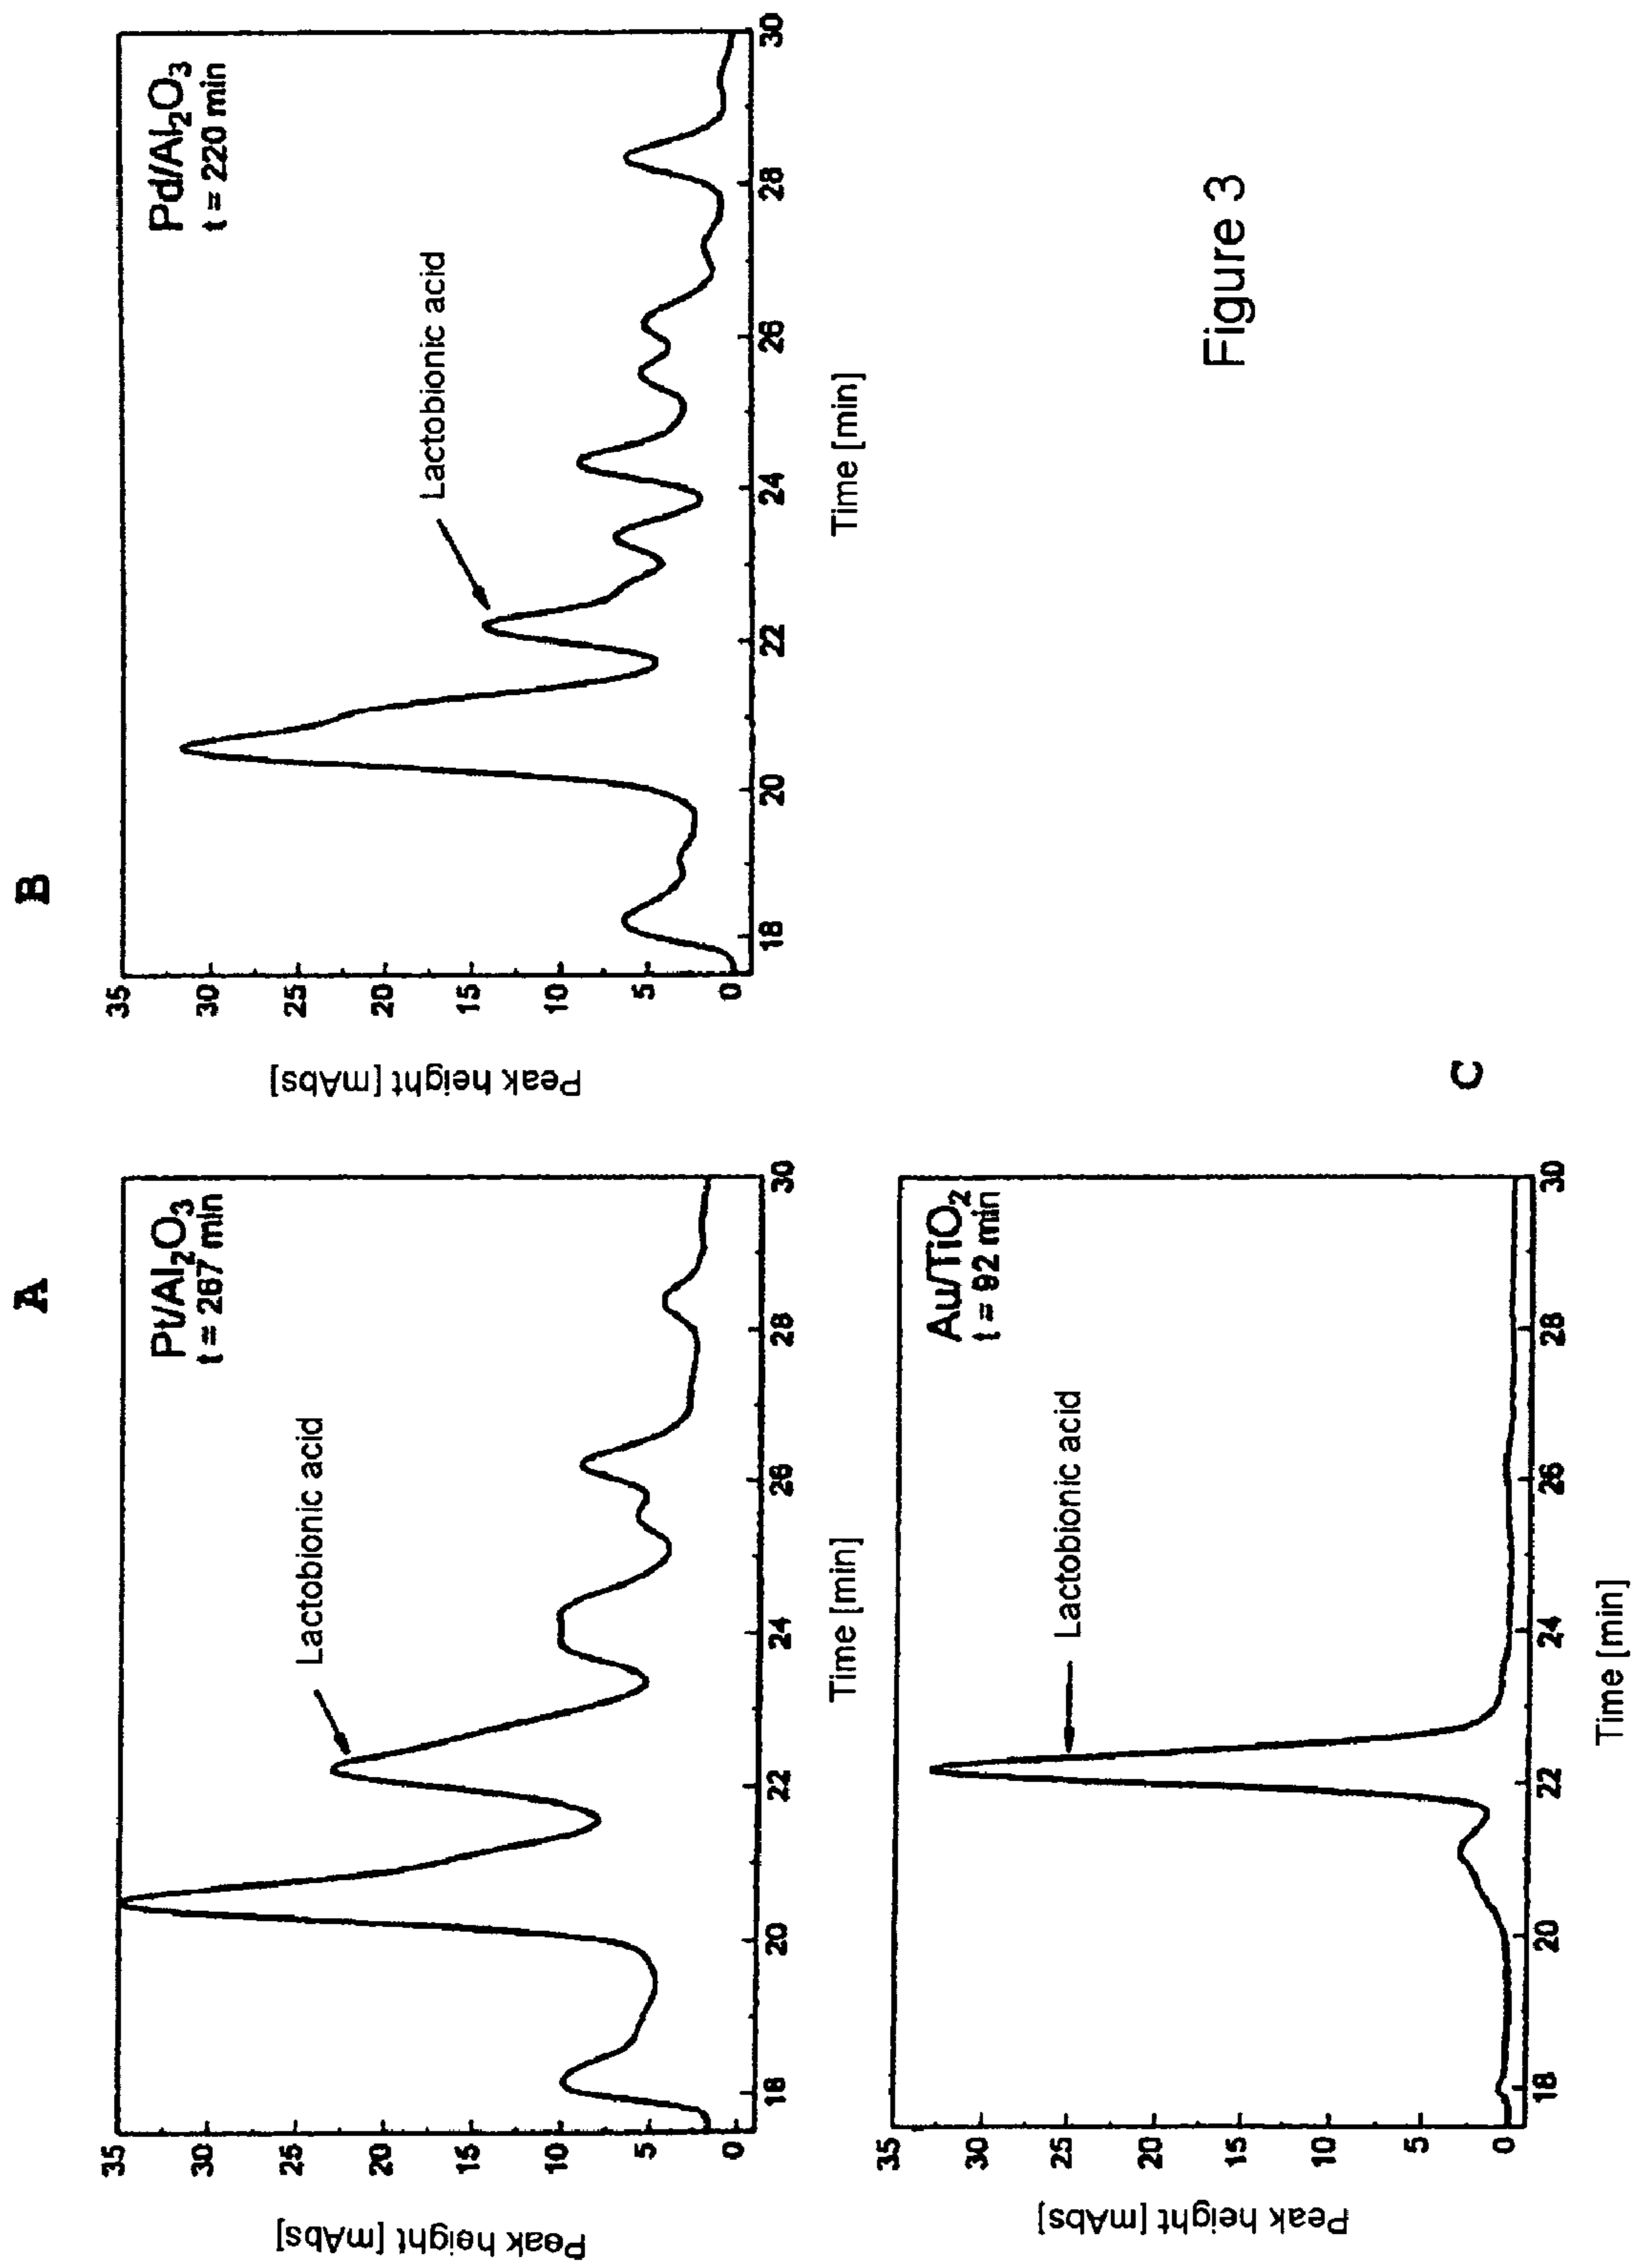 A
Pt/Al2O3
t = 267 min
Lactobionic acid
Peak height [mAbs]
35
30
25
20
15
10
5
0
18
20
22
24
26
28
30
Time [min]
B
Pd/Al2O3
t = 220 min
Lactobionic acid
Peak height [mAbs]
35
30
25
20
15
10
5
0
18
20
22
24
26
28
30
Time [min]
C
Au/TiO2
t = 92 min
Lactobionic acid
Peak height [mAbs]
35
30
25
20
15
10
5
0
18
20
22
24
26
28
30
Time [min]
Figure 3